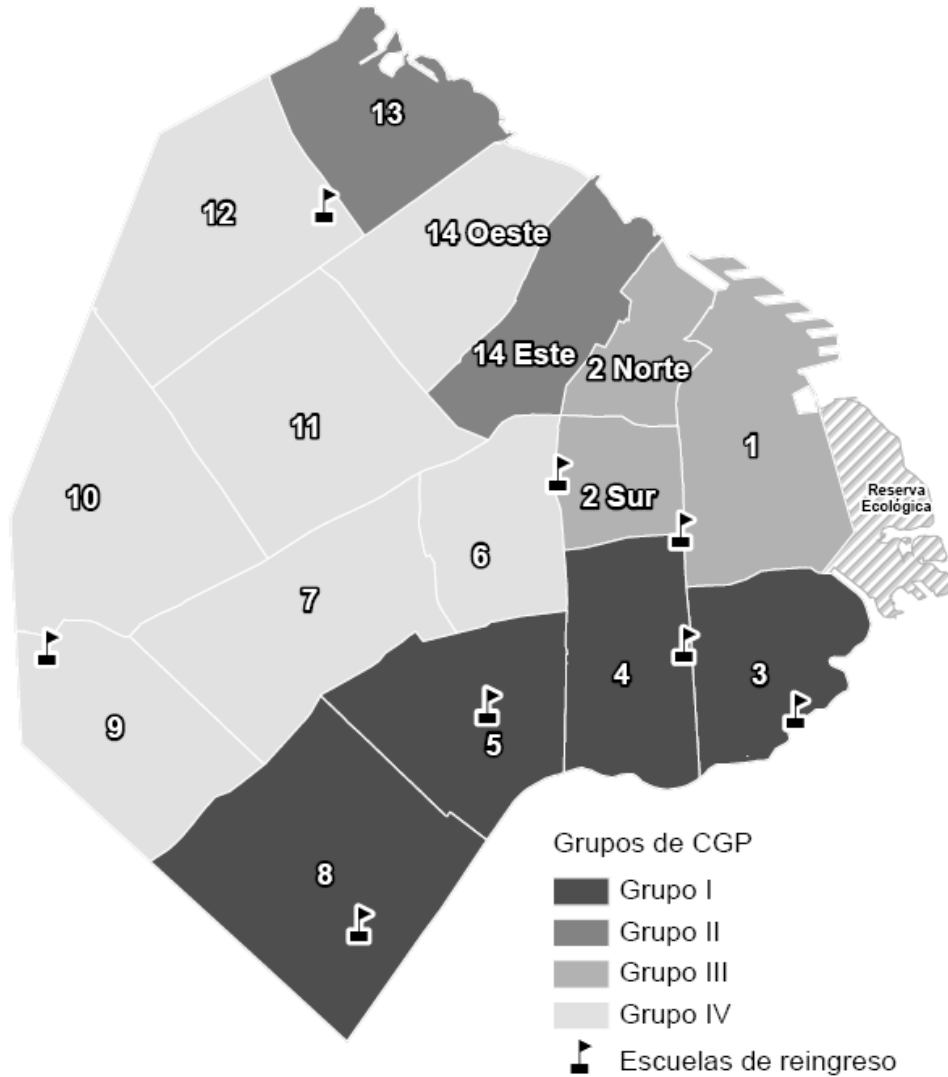 13
12
14 Oeste
14 Este
2 Norte
11
1
10
2 Sur
Reserva
Ecológica
6
7
4
3
9
5
8
Grupos de CGP
Grupo I
Grupo II
Grupo III
Grupo IV
Escuelas de reingreso